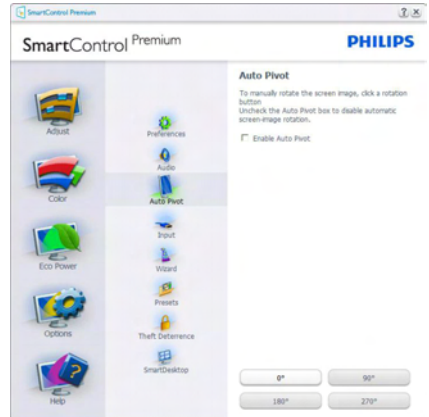 SmartControl Premium
SmartControl Premium
PHILIPS
Adjust
Color
Eco Power
Options
Help
Preferences
Audio
Auto Pivot
Input
Wizard
Presets
Theft Deterrence
SmartDesktop
Auto Pivot
To manually rotate the screen image, click a rotation
button
Uncheck the Auto Pivot box to disable automatic
screen-image rotation.
Enable Auto Pivot
0°
90°
180°
270°